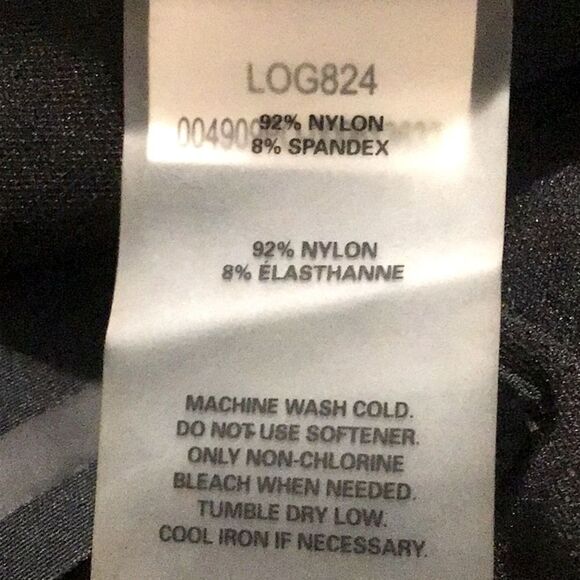 LOG824
92% NYLON
8% SPANDEX
92% NYLON
8% ÉLASTHANNE
MACHINE WASH COLD.
DO NOT USE SOFTENER.
ONLY NON-CHLORINE
BLEACH WHEN NEEDED.
TUMBLE DRY LOW.
COOL IRON IF NECESSARY.